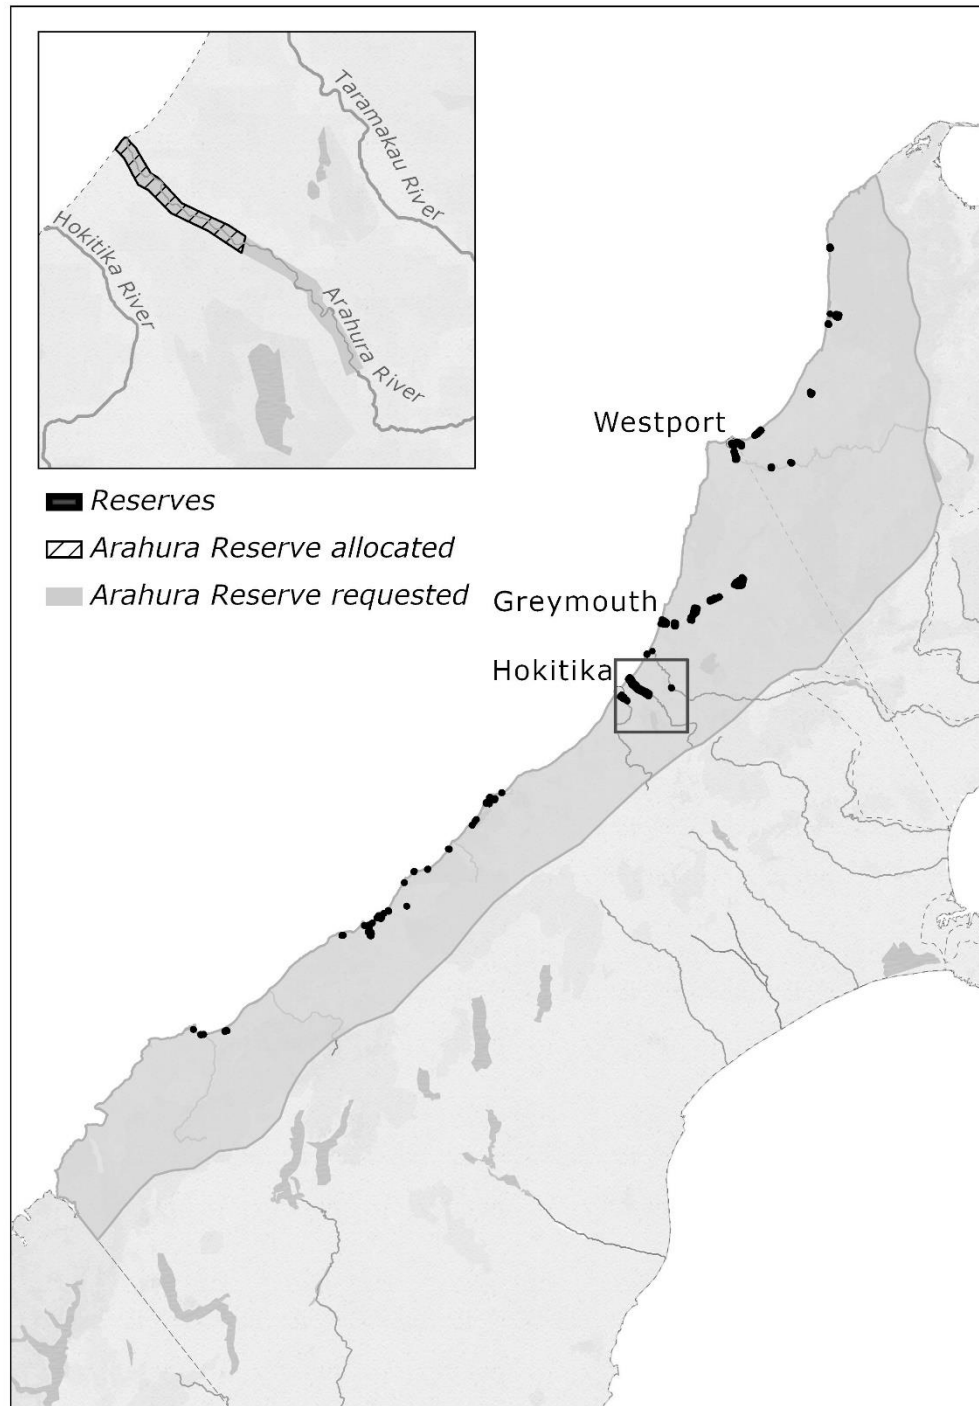 Taramakau River
Hokitika River
Arahura River
Reserves
Arahura Reserve allocated
Arahura Reserve requested
Westport
Greymouth
Hokitika